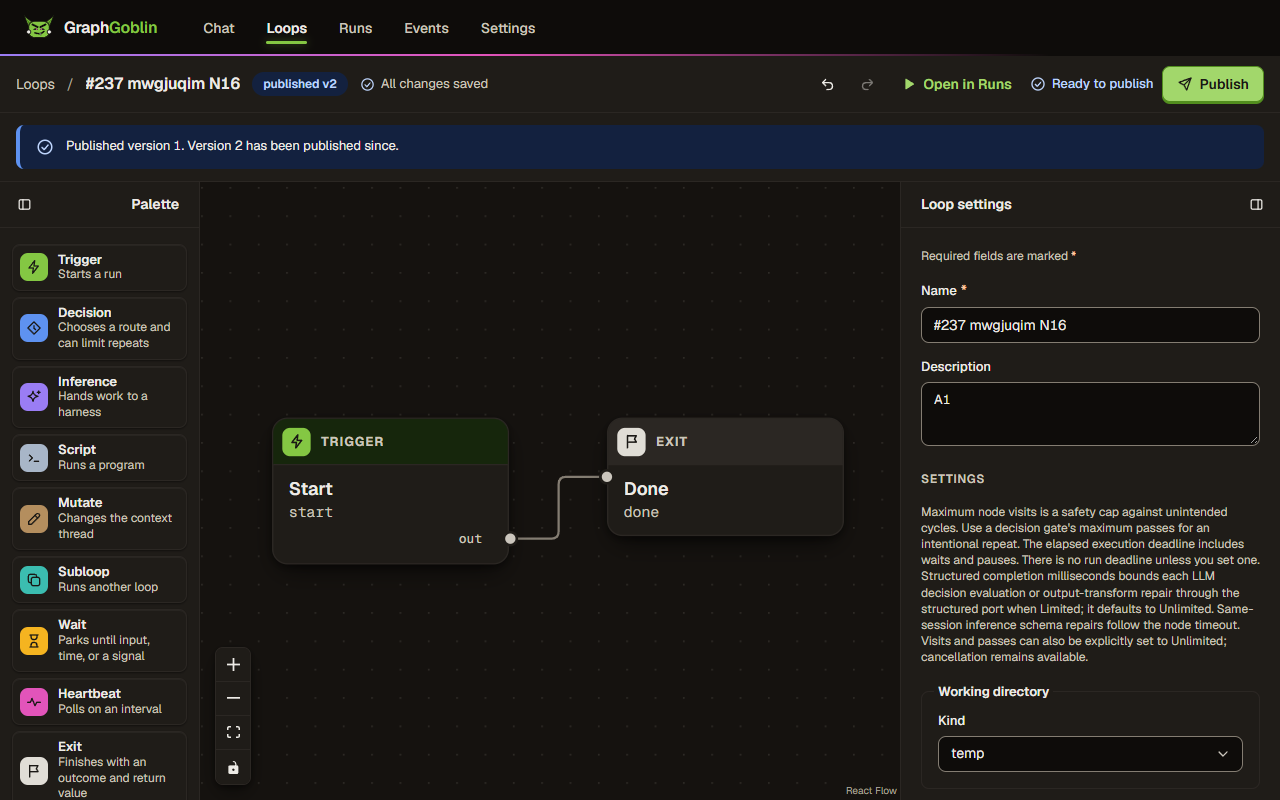 GraphGoblin
Chat
Loops
Runs
Events
Settings
Loops / #237 mwgjuqim N16
published v2
All changes saved
Open in Runs
Ready to publish
Publish
Published version 1. Version 2 has been published since.
Palette
Trigger
Starts a run
Decision
Chooses a route and
can limit repeats
Inference
Hands work to a
harness
Script
Runs a program
Mutate
Changes the context
thread
Subloop
Runs another loop
Wait
Parks until input,
time, or a signal
Heartbeat
Polls on an interval
Exit
Finishes with an
outcome and return
value
TRIGGER
Start
start
out
EXIT
Done
done
React Flow
Loop settings
Required fields are marked *
Name *
#237 mwgjuqim N16
Description
A1
SETTINGS
Maximum node visits is a safety cap against unintended
cycles. Use a decision gate's maximum passes for an
intentional repeat. The elapsed execution deadline includes
waits and pauses. There is no run deadline unless you set one.
Structured completion milliseconds bounds each LLM
decision evaluation or output-transform repair through the
structured port when Limited; it defaults to Unlimited. Same-
session inference schema repairs follow the node timeout.
Visits and passes can also be explicitly set to Unlimited;
cancellation remains available.
Working directory
Kind
temp